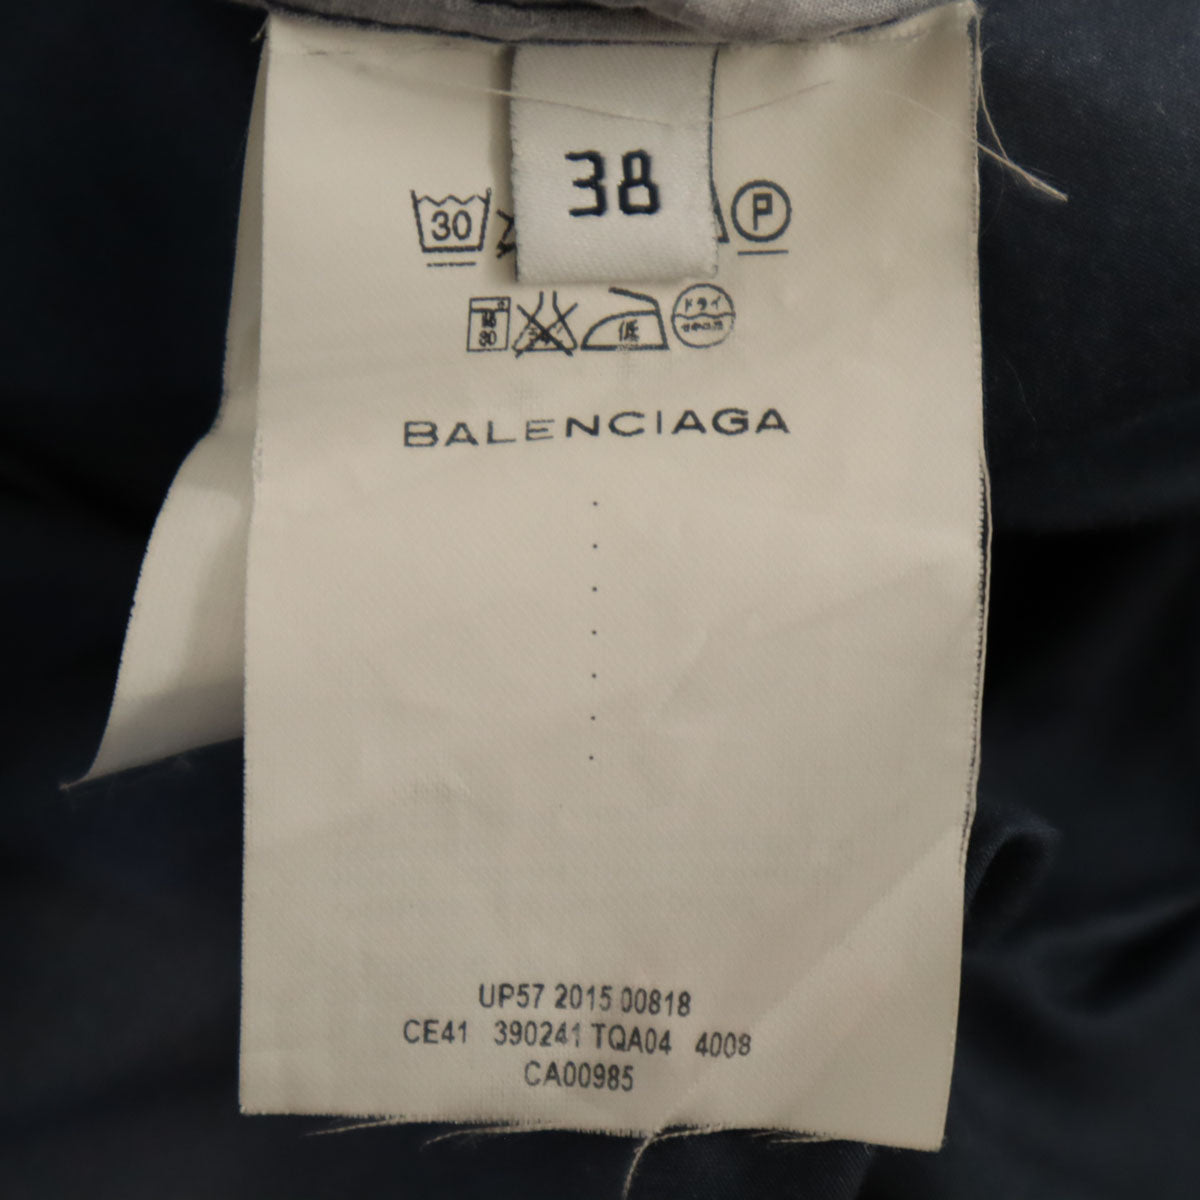 38
30 P
低 ドライ
BALENCIAGA
UP57 2015 00818
CE41 390241 TQA04 4008
CA00985